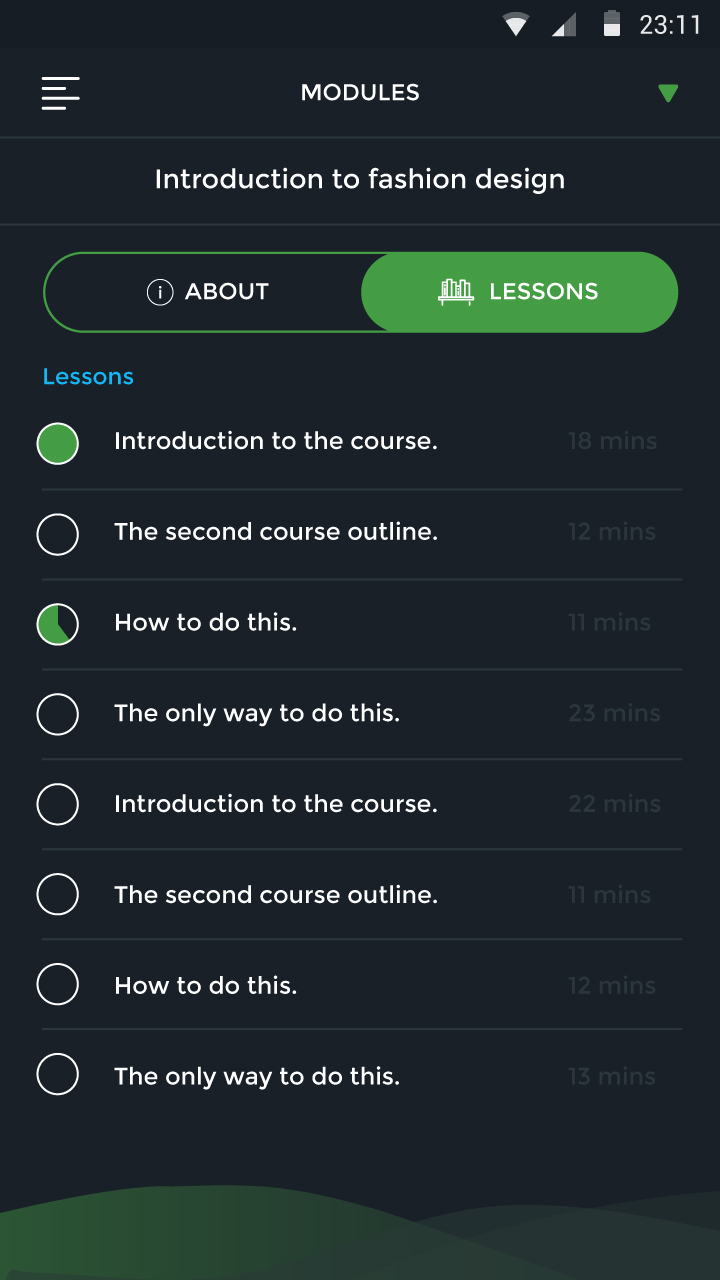 23:11
MODULES
Introduction to fashion design
ABOUT LESSONS
Lessons
Introduction to the course. 18 mins
The second course outline. 12 mins
How to do this. 11 mins
The only way to do this. 23 mins
Introduction to the course. 22 mins
The second course outline. 11 mins
How to do this. 12 mins
The only way to do this. 13 mins